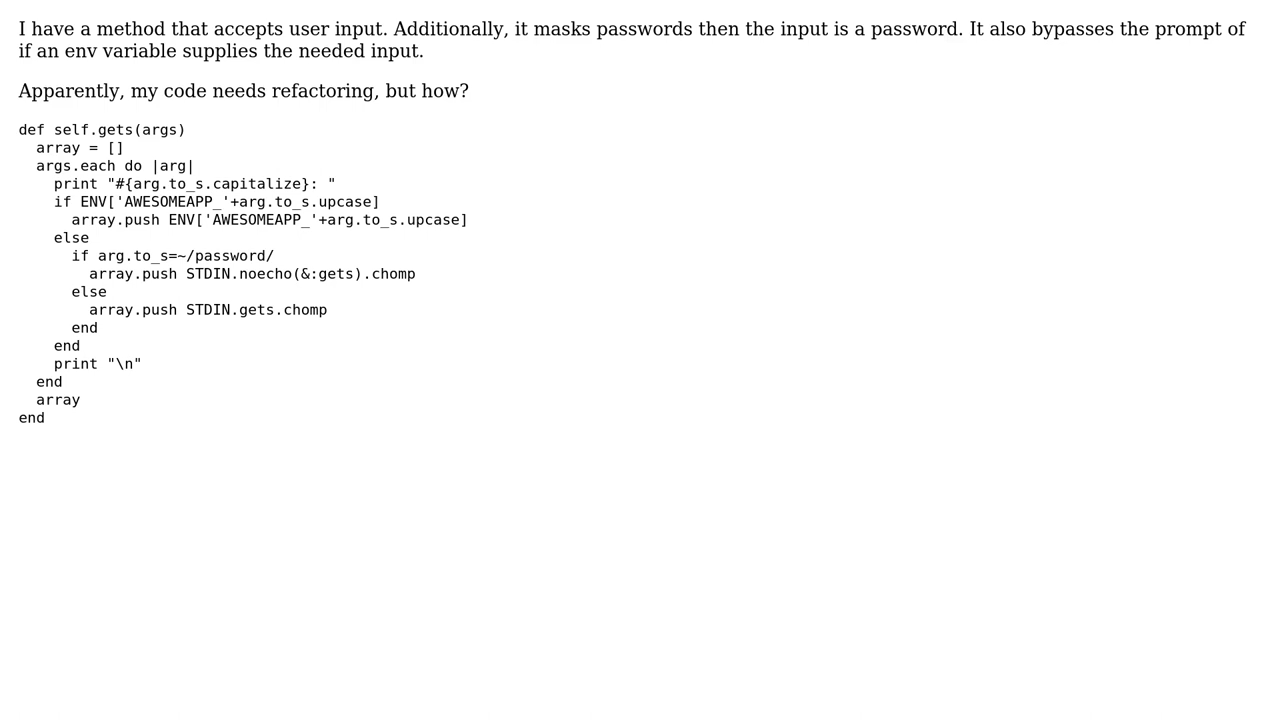 I have a method that accepts user input. Additionally, it masks passwords then the input is a password. It also bypasses the prompt of
if an env variable supplies the needed input.
Apparently, my code needs refactoring, but how?
def self.gets(args)
  array = []
  args.each do |arg|
    print "#{arg.to_s.capitalize}: "
    if ENV['AWESOMEAPP_'+arg.to_s.upcase]
      array.push ENV['AWESOMEAPP_'+arg.to_s.upcase]
    else
      if arg.to_s=~/password/
        array.push STDIN.noecho(&:gets).chomp
      else
        array.push STDIN.gets.chomp
      end
    end
    print "\n"
  end
  array
end